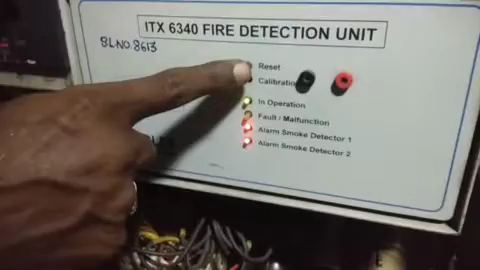 ITX 6340 FIRE DETECTION UNIT
SL.NO.8613
Reset
Calibration
In Operation
Fault / Malfunction
Alarm Smoke Detector 1
Alarm Smoke Detector 2